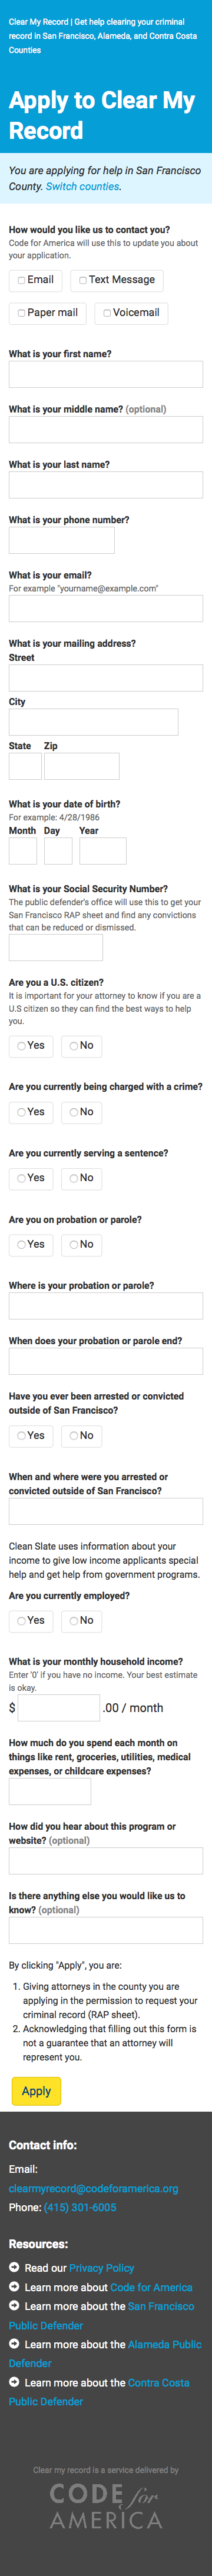 Clear My Record | Get help clearing your criminal
record in San Francisco, Alameda, and Contra Costa
Counties
Apply to Clear My
Record
You are applying for help in San Francisco
County. Switch counties.
How would you like us to contact you?
Code for America will use this to update you about
your application.
Email
Text Message
Paper mail
Voicemail
What is your first name?
What is your middle name? (optional)
What is your last name?
What is your phone number?
What is your email?
For example "yourname@example.com"
What is your mailing address?
Street
City
State Zip
What is your date of birth?
For example: 4/28/1986
Month Day Year
What is your Social Security Number?
The public defender's office will use this to get your
San Francisco RAP sheet and find any convictions
that can be reduced or dismissed.
Are you a U.S. citizen?
It is important for your attorney to know if you are a
U.S citizen so they can find the best ways to help
you.
Yes No
Are you currently being charged with a crime?
Yes No
Are you currently serving a sentence?
Yes No
Are you on probation or parole?
Yes No
Where is your probation or parole?
When does your probation or parole end?
Have you ever been arrested or convicted
outside of San Francisco?
Yes No
When and where were you arrested or
convicted outside of San Francisco?
Clean Slate uses information about your
income to give low income applicants special
help and get help from government programs.
Are you currently employed?
Yes No
What is your monthly household income?
Enter '0' if you have no income. Your best estimate
is okay.
$ .00 / month
How much do you spend each month on
things like rent, groceries, utilities, medical
expenses, or childcare expenses?
How did you hear about this program or
website? (optional)
Is there anything else you would like us to
know? (optional)
By clicking "Apply", you are:
1. Giving attorneys in the county you are
applying in the permission to request your
criminal record (RAP sheet).
2. Acknowledging that filling out this form is
not a guarantee that an attorney will
represent you.
Apply
Contact info:
Email:
clearmyrecord@codeforamerica.org
Phone: (415) 301-6005
Resources:
Read our Privacy Policy
Learn more about Code for America
Learn more about the San Francisco
Public Defender
Learn more about the Alameda Public
Defender
Learn more about the Contra Costa
Public Defender
Clear my record is a service delivered by
CODE for
AMERICA